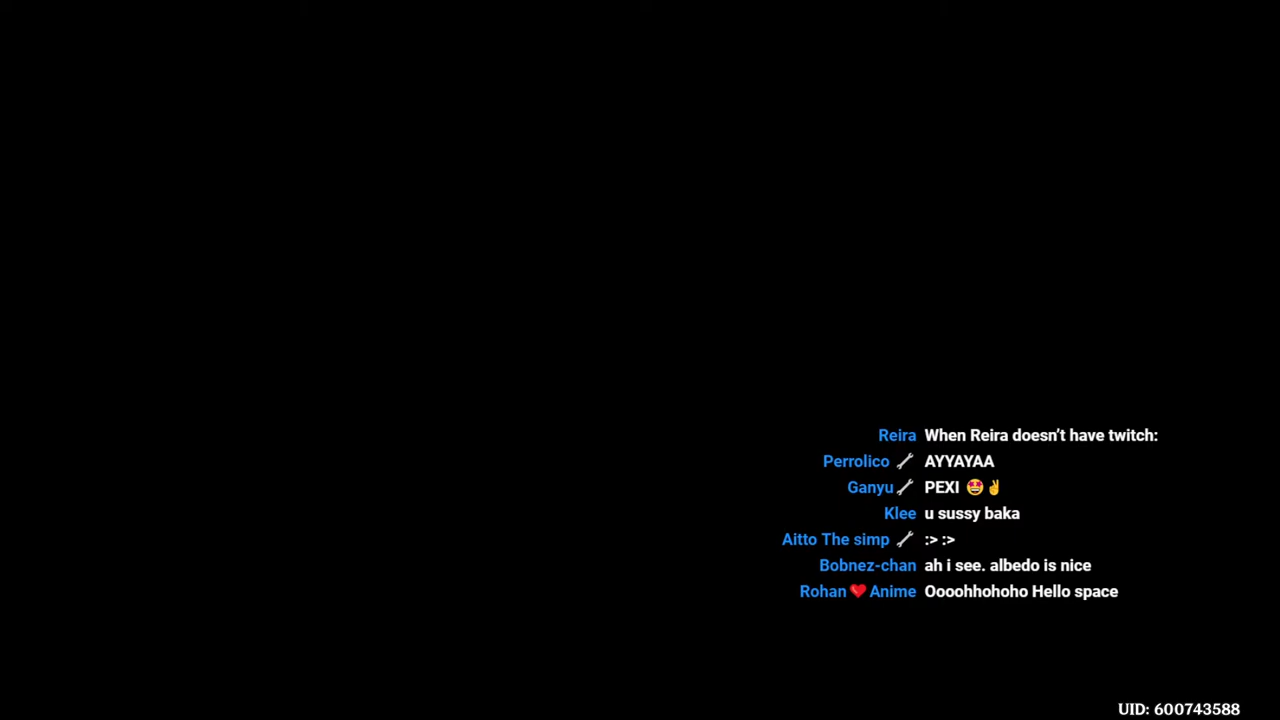 Reira When Reira doesn’t have twitch:
Perrolico 🔧 AYYAYAA
Ganyu🔧 PEXI 🤩✌
Klee u sussy baka
Aitto The simp 🔧 :> :>
Bobnez-chan ah i see. albedo is nice
Rohan❤Anime Oooohhohoho Hello space
UID: 600743588